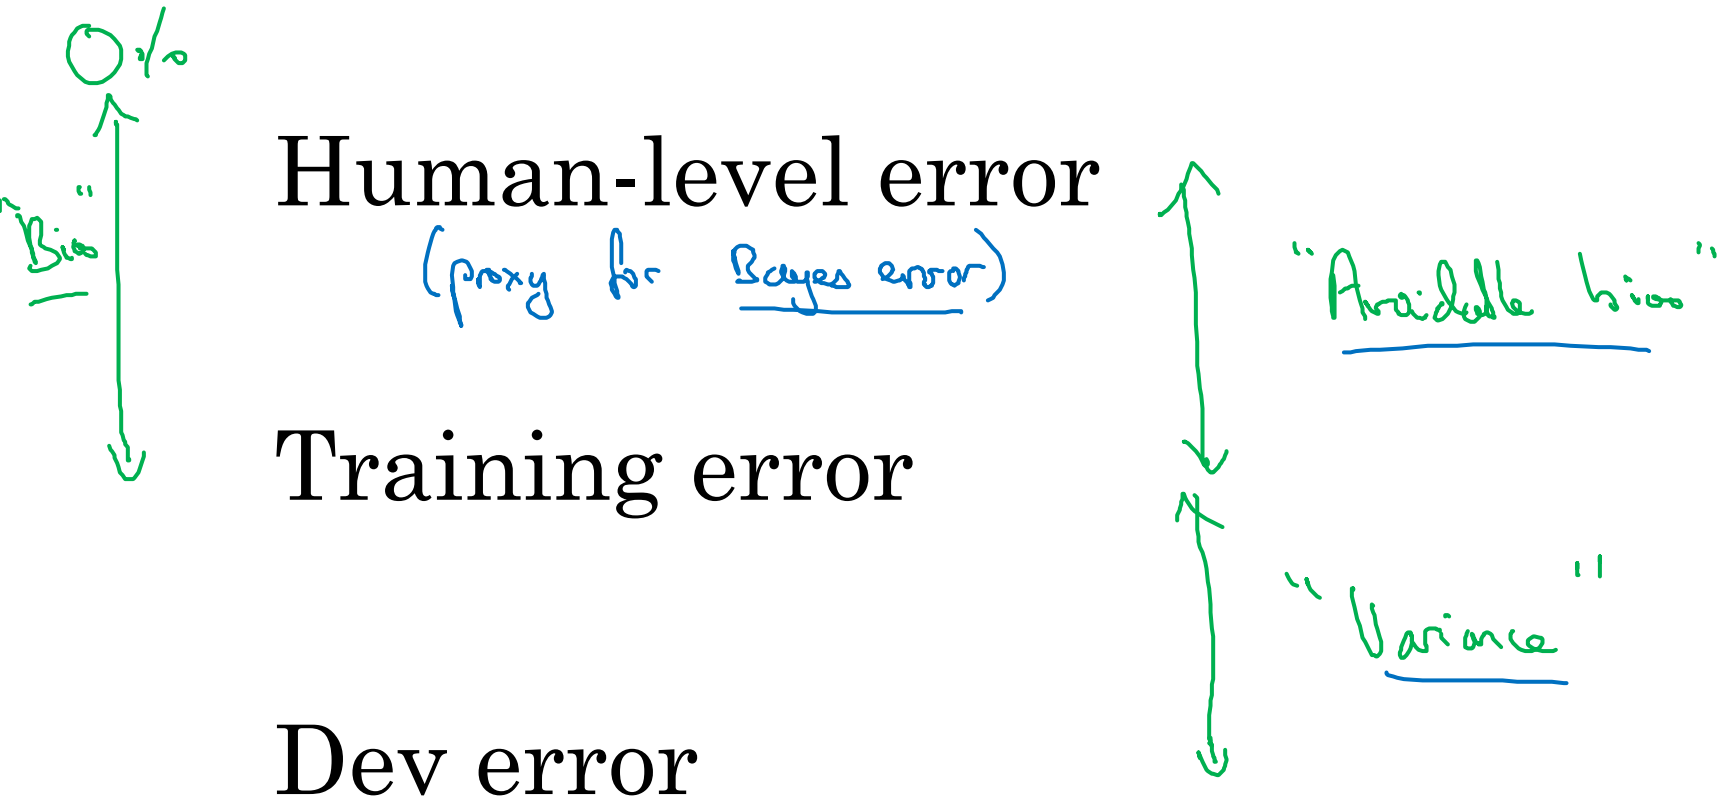 0%
Human-level error
"Bias"
(proxy for Bayes error)
"Avoidable bias"
Training error
"Variance"
Dev error